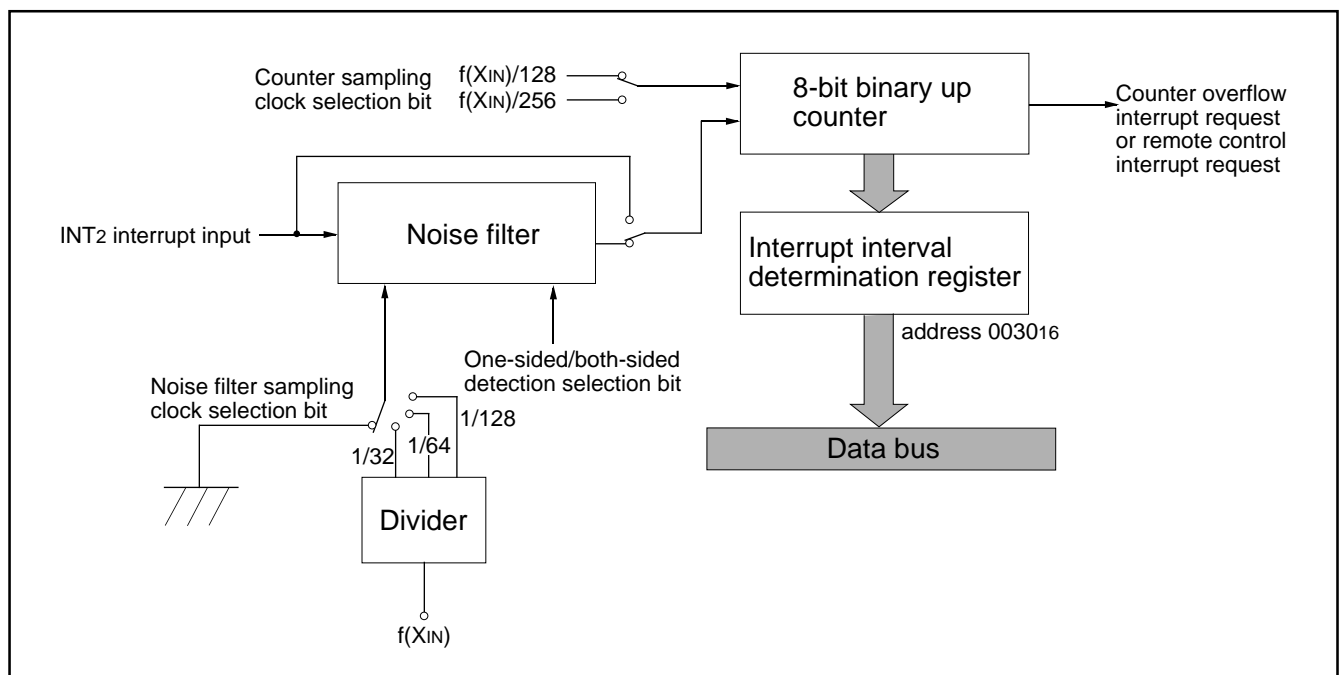 Counter sampling
clock selection bit
f(XIN)/128
f(XIN)/256
8-bit binary up
counter
Counter overflow
interrupt request
or remote control
interrupt request
INT2 interrupt input
Noise filter
Interrupt interval
determination register
address 003016
One-sided/both-sided
detection selection bit
Noise filter sampling
clock selection bit
1/32
1/64
1/128
Data bus
Divider
f(XIN)